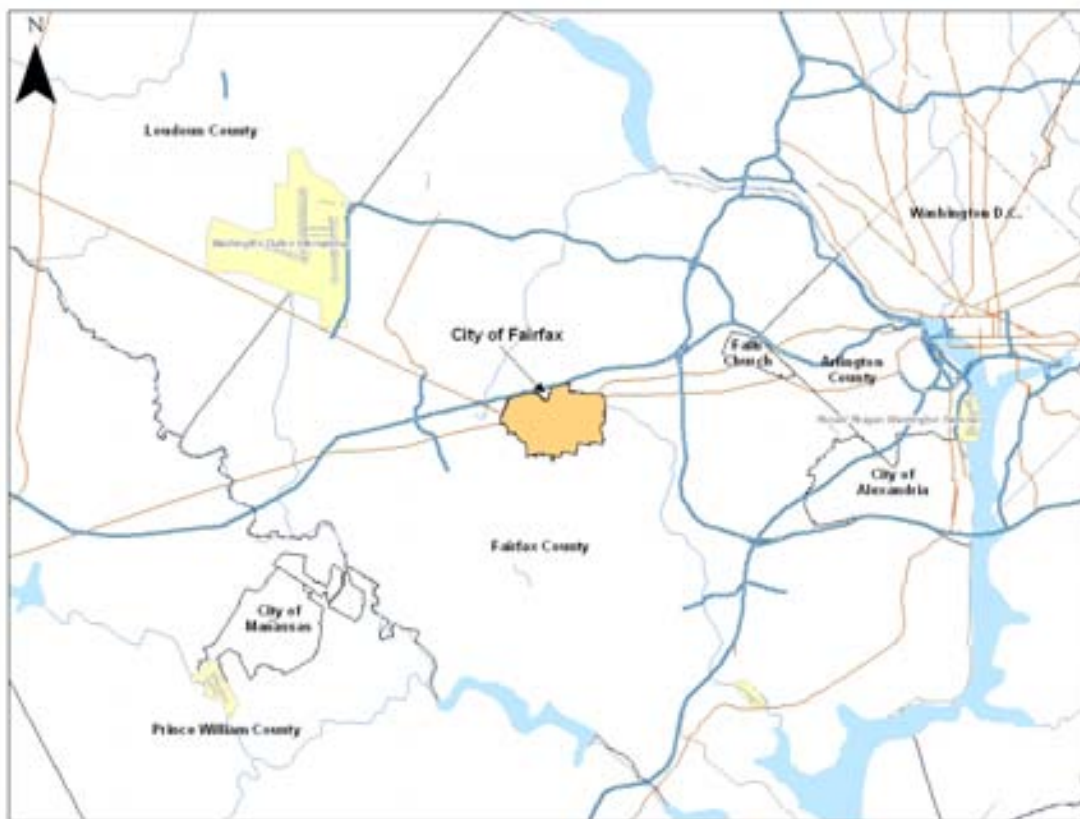 N
Loudoun County
Washington D.C.
City of Fairfax
Falls
Church
Arlington
County
City of
Alexandria
Fairfax County
City of
Manassas
Prince William County